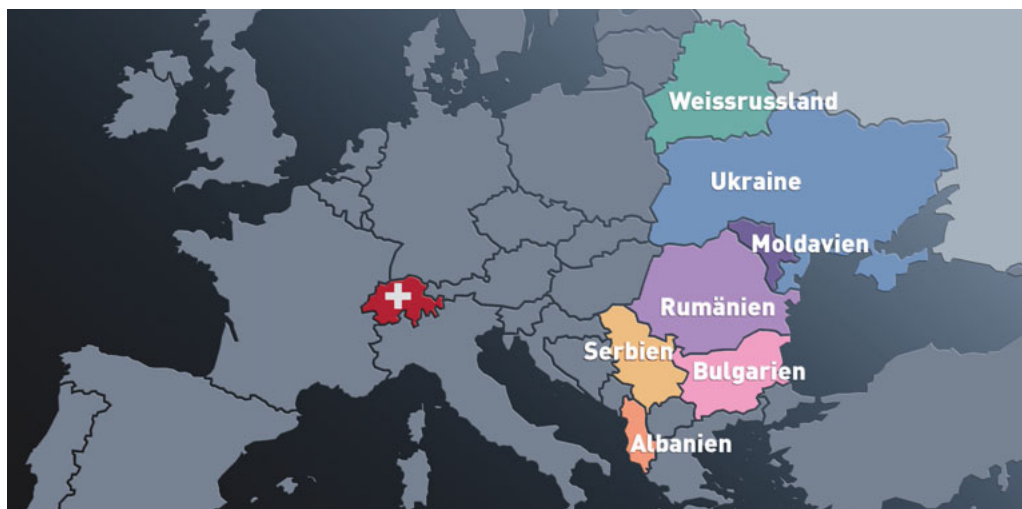 Weissrussland
Ukraine
Moldavien
Rumänien
Serbien
Bulgarien
Albanien